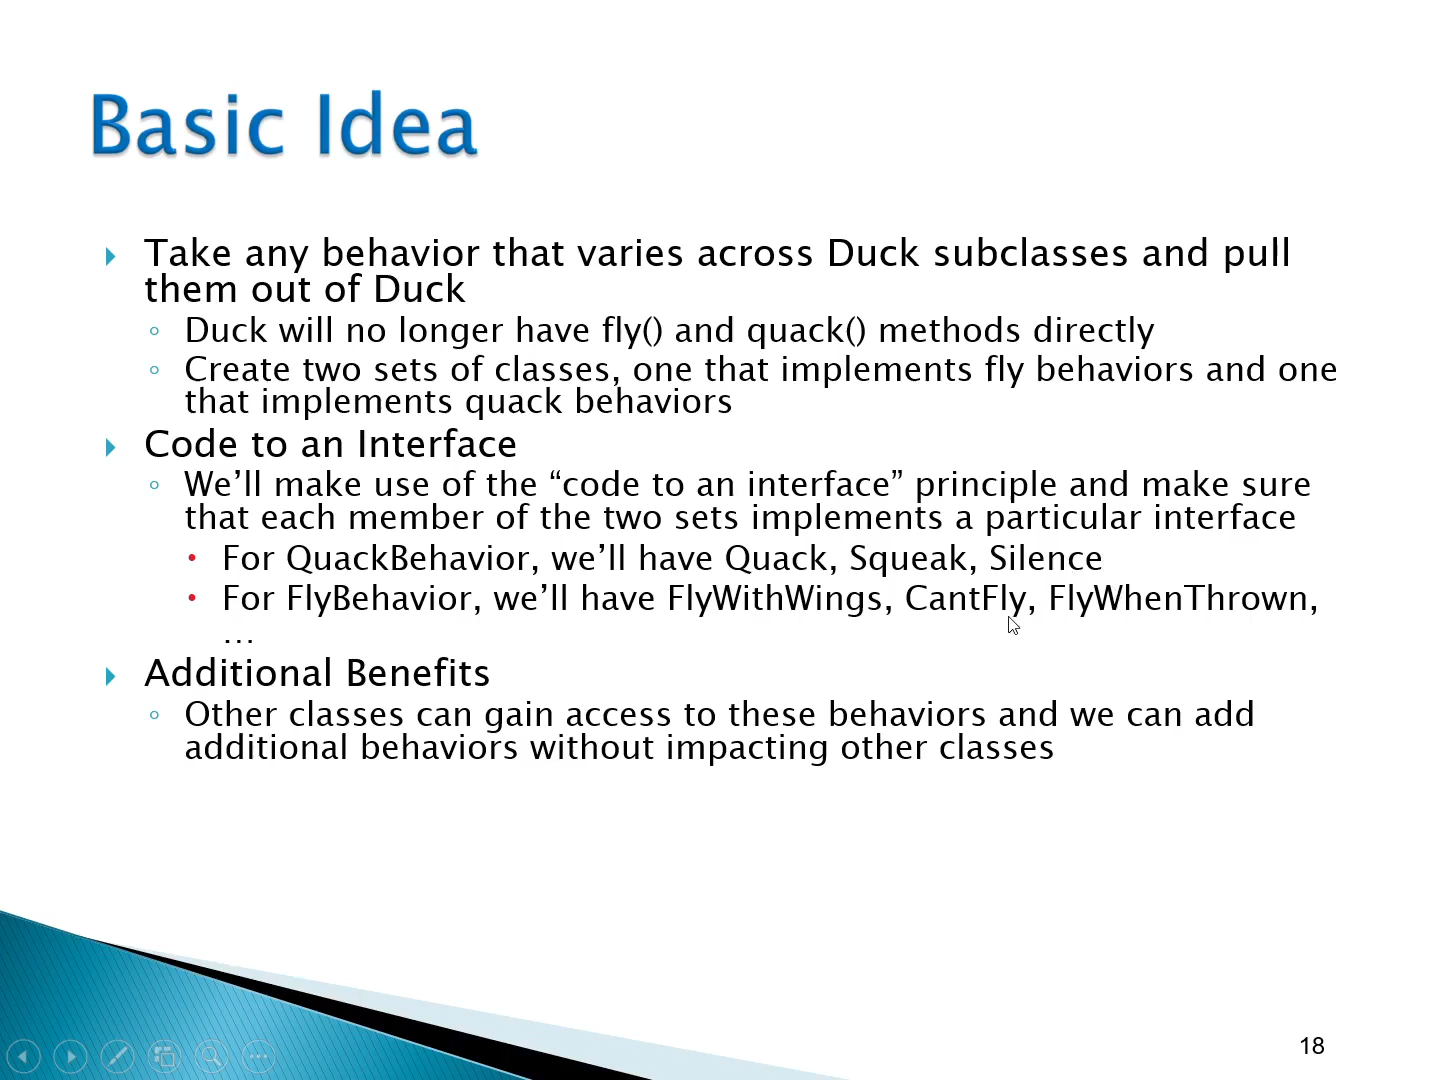 Basic Idea
Take any behavior that varies across Duck subclasses and pull
them out of Duck
Duck will no longer have fly() and quack() methods directly
Create two sets of classes, one that implements fly behaviors and one
that implements quack behaviors
Code to an Interface
We’ll make use of the “code to an interface” principle and make sure
that each member of the two sets implements a particular interface
For QuackBehavior, we’ll have Quack, Squeak, Silence
For FlyBehavior, we’ll have FlyWithWings, CantFly, FlyWhenThrown,
…
Additional Benefits
Other classes can gain access to these behaviors and we can add
additional behaviors without impacting other classes
18